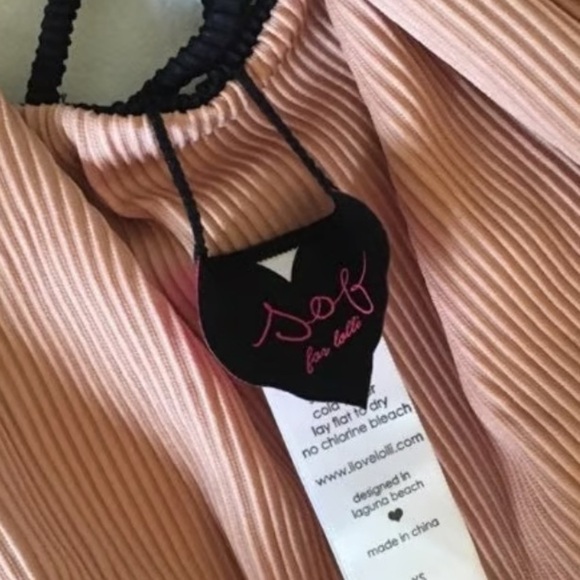 sof
for lolli
cold
lay flat to dry
no chlorine bleach
www.ilovelolli.com
designed in
laguna beach
made in china